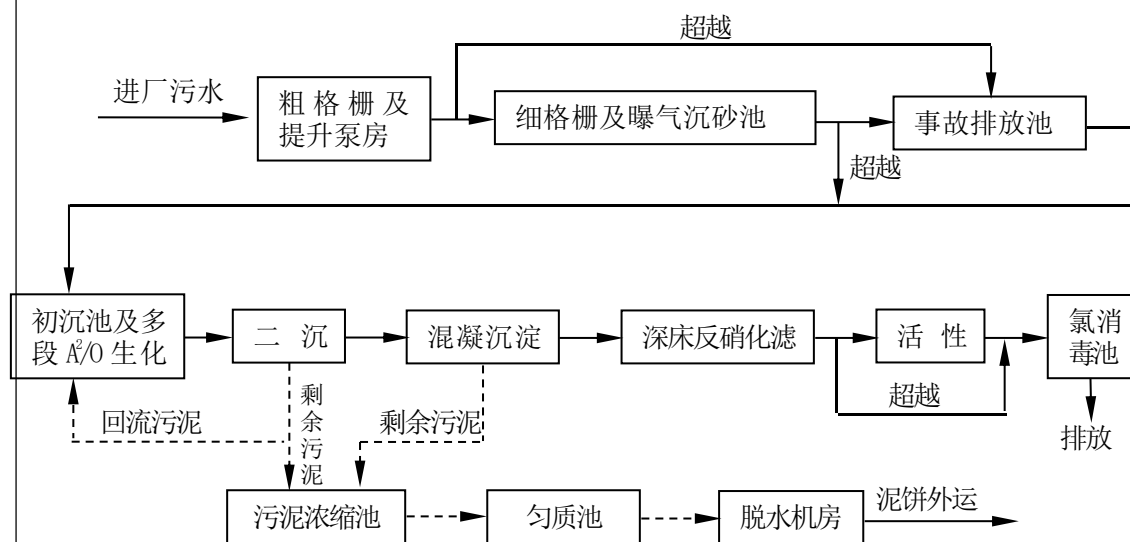 超越
进厂污水
粗格栅及
提升泵房
细格栅及曝气沉砂池
事故排放池
超越
初沉池及多
段 A²/O 生化
二沉
混凝沉淀
深床反硝化滤
活性
氯消
毒池
超越
回流污泥
剩余污泥
剩余污泥
排放
污泥浓缩池
匀质池
脱水机房
泥饼外运